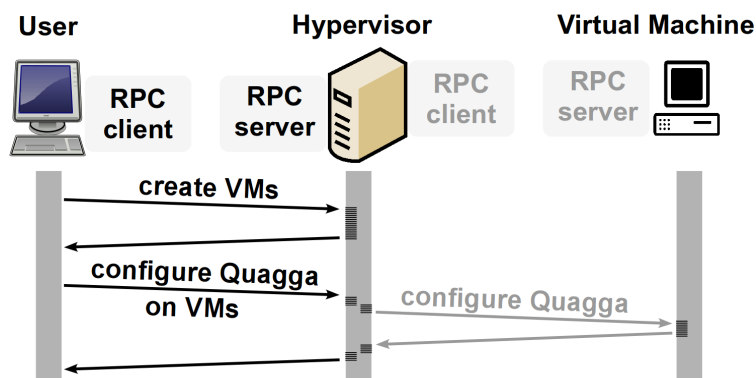 User
Hypervisor
Virtual Machine
RPC
client
RPC
server
RPC
client
RPC
server
create VMs
configure Quagga
on VMs
configure Quagga